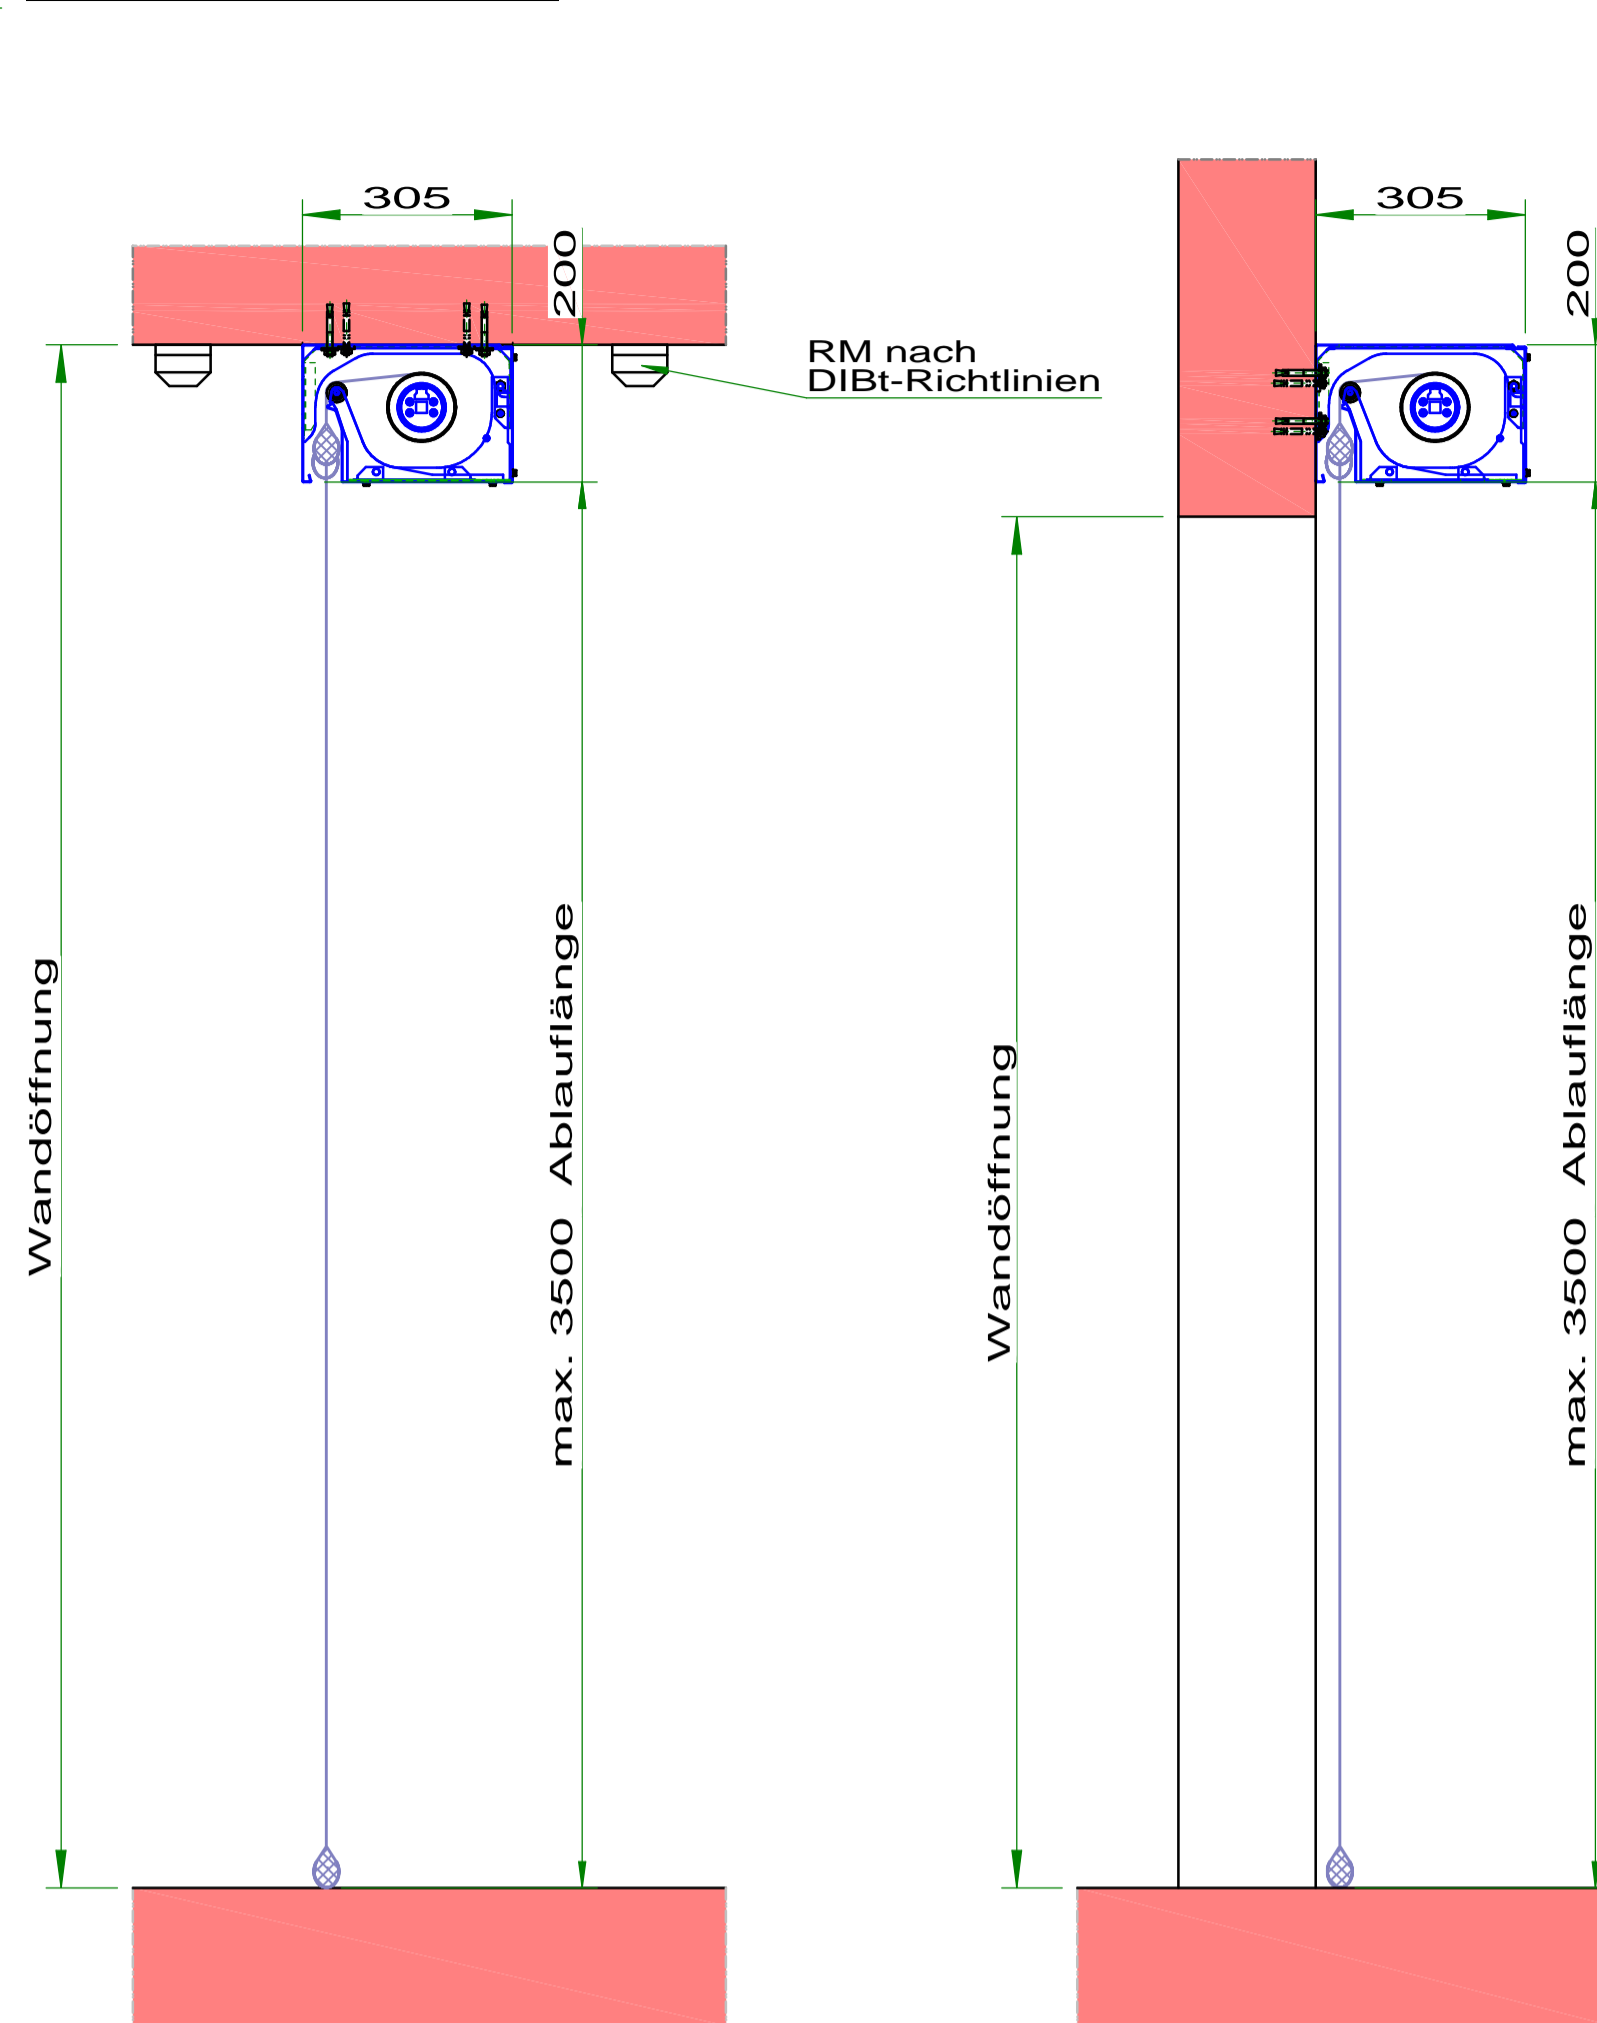 305
200
RM nach
DIBt-Richtlinien
Wandöffnung
max. 3500 Ablauflänge
305
200
Wandöffnung
max. 3500 Ablauflänge